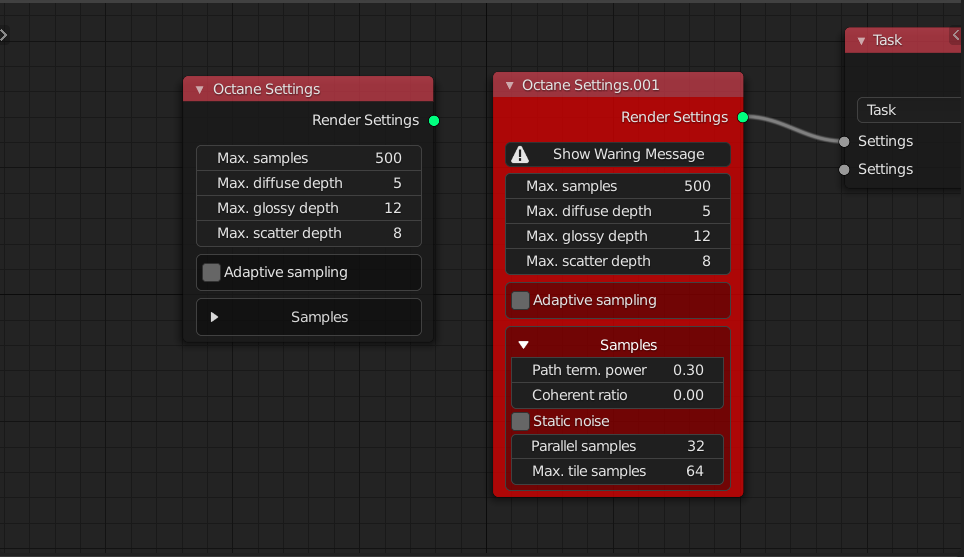 Octane Settings
Render Settings
Max. samples 500
Max. diffuse depth 5
Max. glossy depth 12
Max. scatter depth 8
Adaptive sampling
Samples
Octane Settings.001
Render Settings
Show Waring Message
Max. samples 500
Max. diffuse depth 5
Max. glossy depth 12
Max. scatter depth 8
Adaptive sampling
Samples
Path term. power 0.30
Coherent ratio 0.00
Static noise
Parallel samples 32
Max. tile samples 64
Task
Task
Settings
Settings